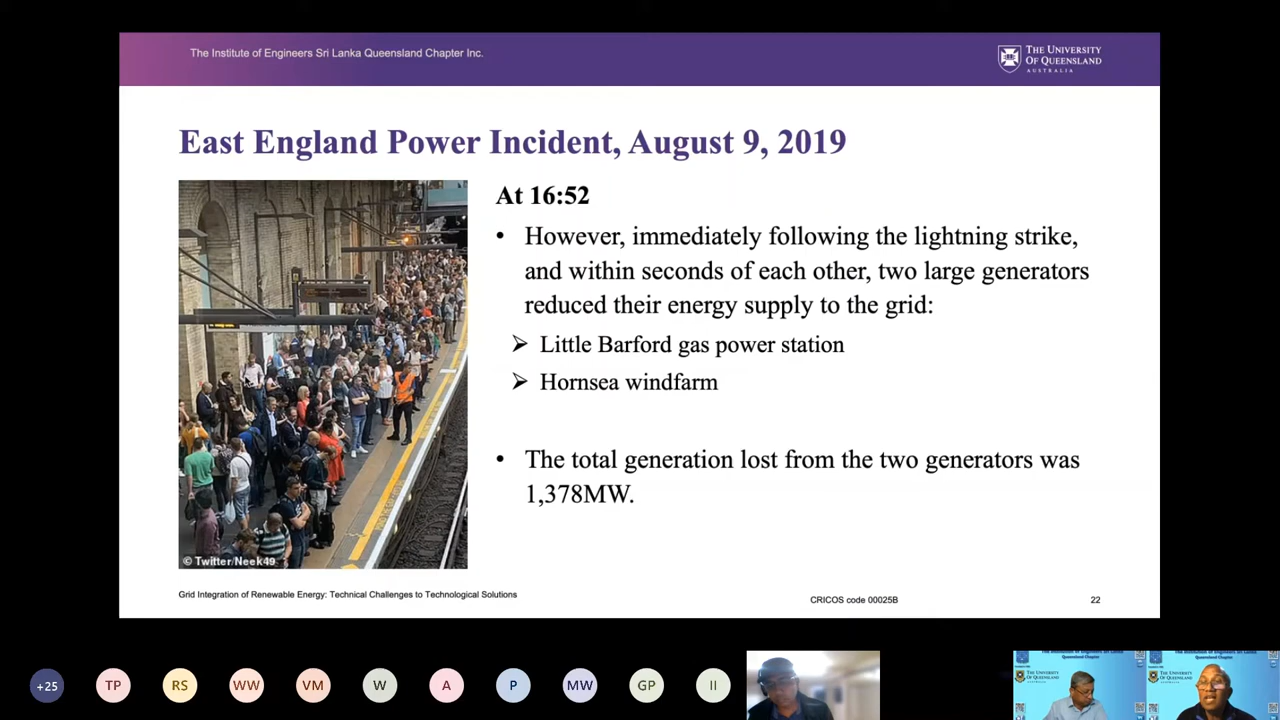 The Institute of Engineers Sri Lanka Queensland Chapter Inc.
THE UNIVERSITY
OF QUEENSLAND
AUSTRALIA
East England Power Incident, August 9, 2019
At 16:52
• However, immediately following the lightning strike,
and within seconds of each other, two large generators
reduced their energy supply to the grid:
➢ Little Barford gas power station
➢ Hornsea windfarm
• The total generation lost from the two generators was
1,378MW.
© Twitter/Neek49
Grid Integration of Renewable Energy: Technical Challenges to Technological Solutions
CRICOS code 00025B
22
+25
TP
RS
WW
VM
W
A
P
MW
GP
II